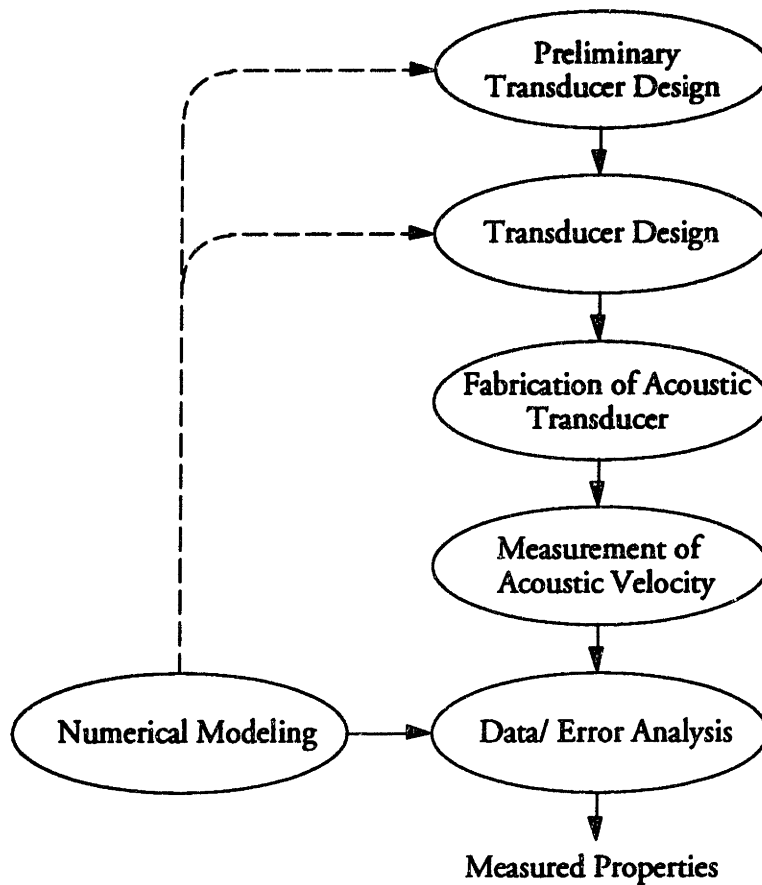 Preliminary
Transducer Design
Transducer Design
Fabrication of Acoustic
Transducer
Measurement of
Acoustic Velocity
Numerical Modeling
Data/ Error Analysis
Measured Properties